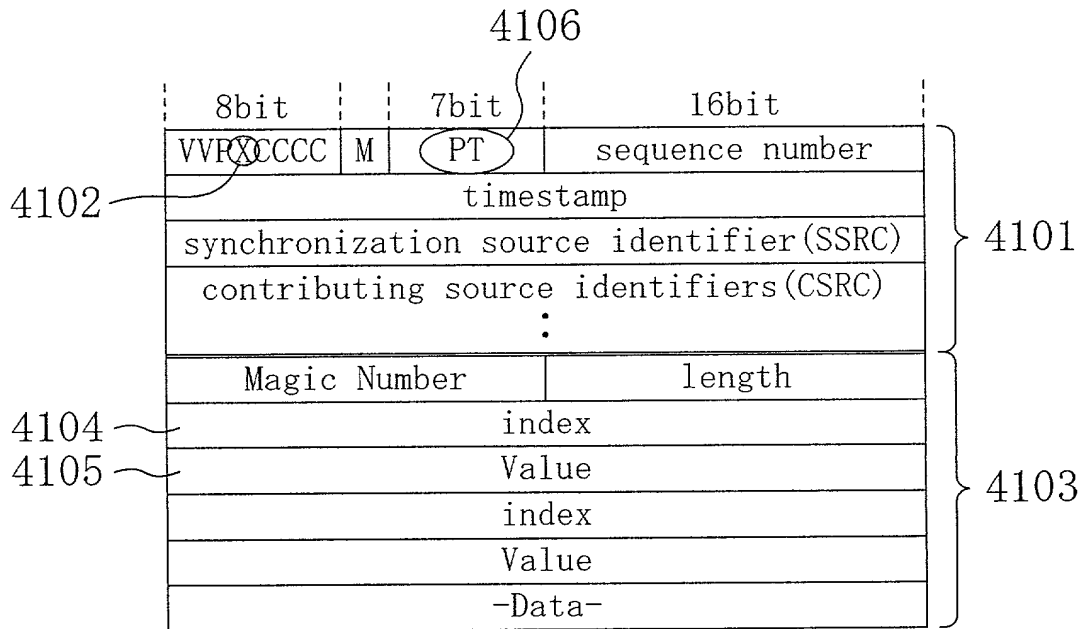 4106
8bit 7bit 16bit
VVPXCCCC M PT sequence number
4102
timestamp
synchronization source identifier(SSRC)
4101
contributing source identifiers(CSRC)
Magic Number length
4104
index
4105
Value
4103
index
Value
-Data-